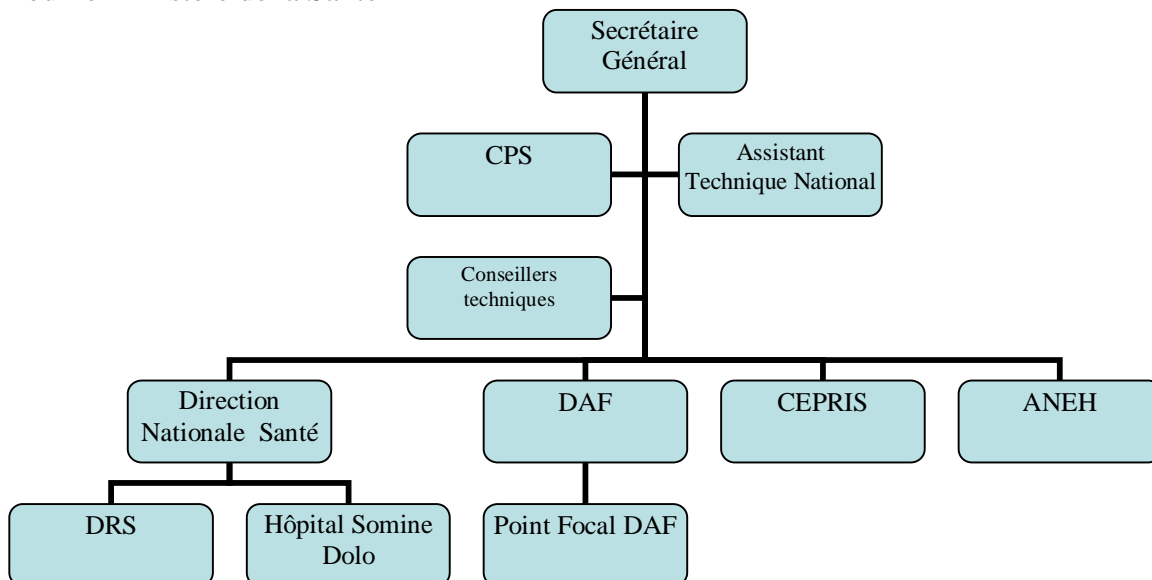 Secrétaire
Général
CPS
Assistant
Technique National
Conseillers
techniques
Direction
Nationale Santé
DAF
CEPRIS
ANEH
DRS
Hôpital Somine
Dolo
Point Focal DAF